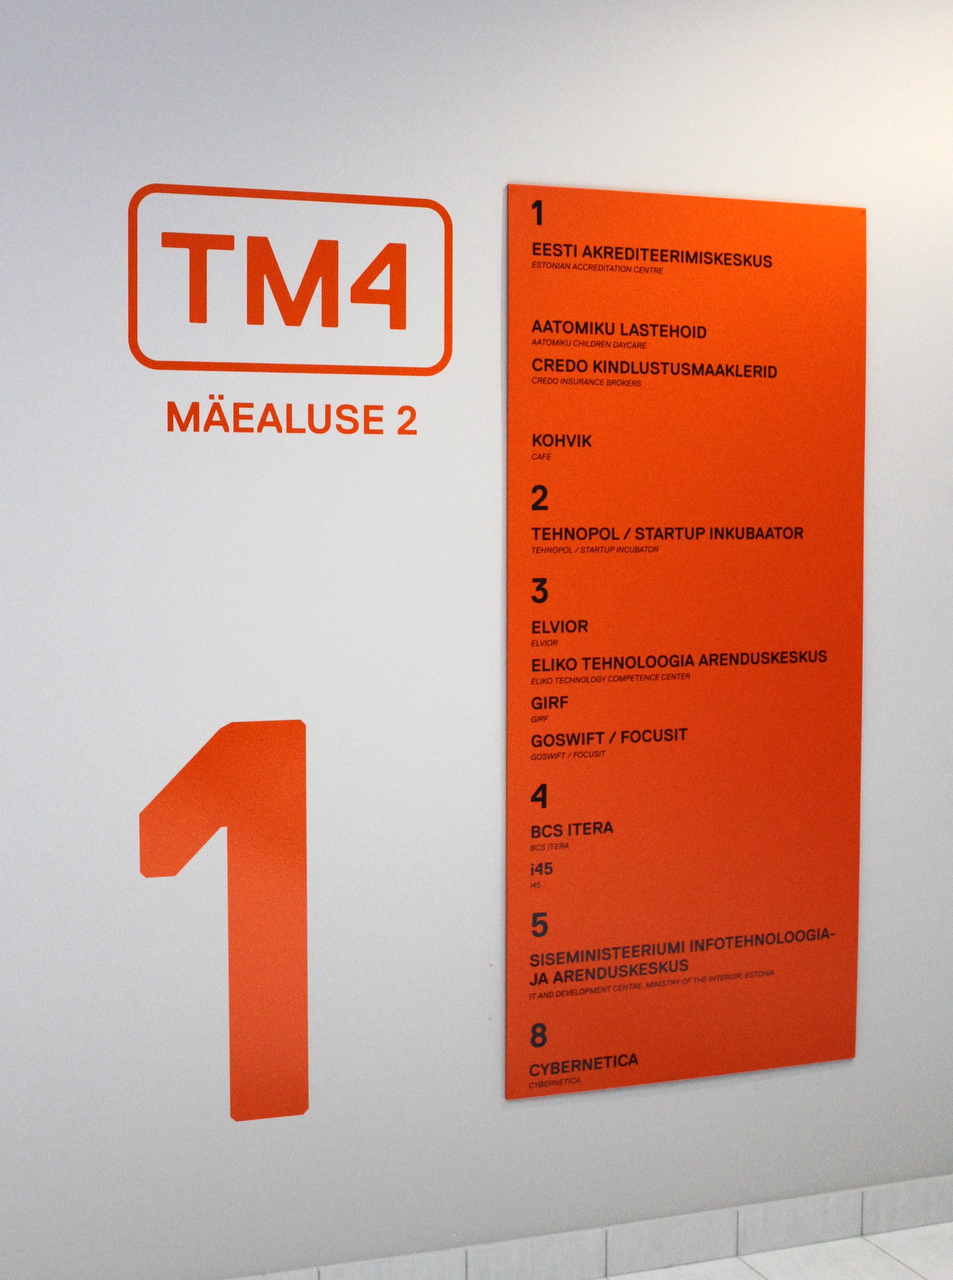 TM4
MÄEALUSE 2
1
1
EESTI AKREDITEERIMISKESKUS
ESTONIAN ACCREDITATION CENTRE
AATOMIKU LASTEHOID
AATOMIKU CHILDREN DAYCARE
CREDO KINDLUSTUSMAAKLERID
CREDO INSURANCE BROKERS
KOHVIK
CAFE
2
TEHNOPOL / STARTUP INKUBAATOR
TEHNOPOL / STARTUP INCUBATOR
3
ELVIOR
ELVIOR
ELIKO TEHNOLOOGIA ARENDUSKESKUS
ELIKO TECHNOLOGY COMPETENCE CENTER
GIRF
GIRF
GOSWIFT / FOCUSIT
GOSWIFT / FOCUSIT
4
BCS ITERA
BCS ITERA
i45
i45
5
SISEMINISTEERIUMI INFOTEHNOLOOGIA-
JA ARENDUSKESKUS
IT AND DEVELOPMENT CENTRE, MINISTRY OF THE INTERIOR, ESTONIA
8
CYBERNETICA
CYBERNETICA